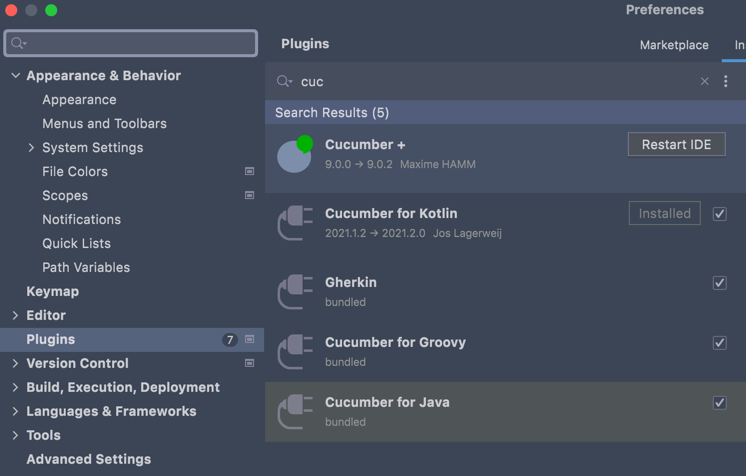 Preferences
Appearance & Behavior
Appearance
Menus and Toolbars
System Settings
File Colors
Scopes
Notifications
Quick Lists
Path Variables
Keymap
Editor
Plugins 7
Version Control
Build, Execution, Deployment
Languages & Frameworks
Tools
Advanced Settings
Plugins Marketplace In
cuc
Search Results (5)
Cucumber + Restart IDE
9.0.0 → 9.0.2 Maxime HAMM
Cucumber for Kotlin Installed
2021.1.2 → 2021.2.0 Jos Lagerweij
Gherkin
bundled
Cucumber for Groovy
bundled
Cucumber for Java
bundled